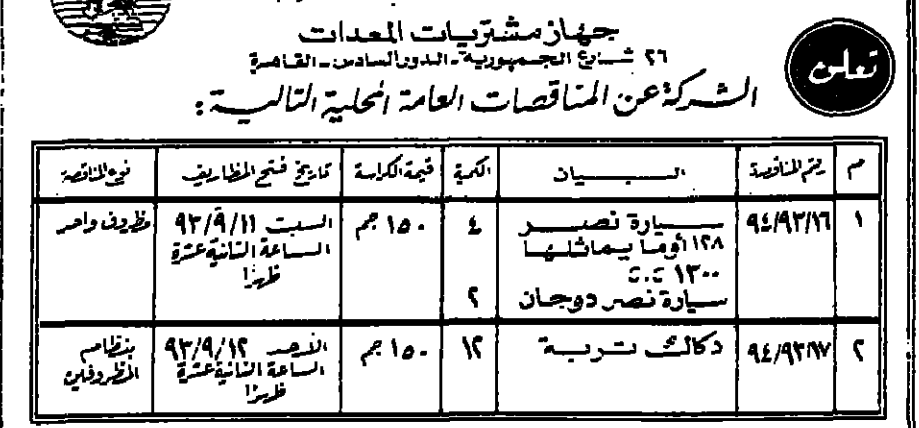 جهاز مشتريات المعدات
٢٦ شارع الجمهورية - الدور السادس - القاهرة
تعلن
الشركة عن المناقصات العامة المحلية التالية :
م رقم المناقصة البيان الكمية قيمة الكراسة تاريخ فتح المظاريف نوع المناقصة
١ ٩٤/٩٣/١٦ سيارة نصر ٤ ١٥٠ جم السبت ٩٣/٩/١١ مظروف واحد
١٢٨ أو ما يماثلها الساعة الثانية عشرة
١٣٠٠ c.c ظهرًا
سيارة نصر دوجان ٢
٢ ٩٤/٩٣/١٧ دكاك تربة ١٢ ١٥٠ جم الأحد ٩٣/٩/١٢ بنظام
الساعة الثانية عشرة المظروفين
ظهرًا